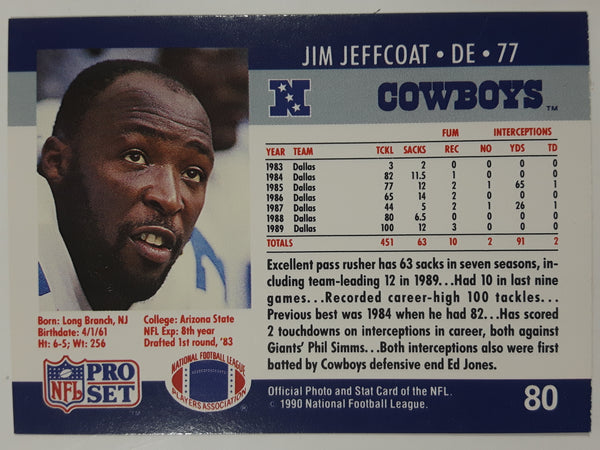 JIM JEFFCOAT • DE • 77
N
COWBOYS™
FUM INTERCEPTIONS
YEAR TEAM TCKL SACKS REC NO YDS TD
1983 Dallas 3 2 0 0 0 0
1984 Dallas 82 11.5 1 0 0 0
1985 Dallas 77 12 2 1 65 1
1986 Dallas 65 14 2 0 0 0
1987 Dallas 44 5 2 1 26 1
1988 Dallas 80 6.5 0 0 0 0
1989 Dallas 100 12 3 0 0 0
TOTALS 451 63 10 2 91 2
Excellent pass rusher has 63 sacks in seven seasons, inc-
luding team-leading 12 in 1989...Had 10 in last nine
games...Recorded career-high 100 tackles...
Previous best was 1984 when he had 82...Has scored
2 touchdowns on interceptions in career, both against
Giants' Phil Simms...Both interceptions also were first
batted by Cowboys defensive end Ed Jones.
Born: Long Branch, NJ
Birthdate: 4/1/61
Ht: 6-5; Wt: 256
College: Arizona State
NFL Exp: 8th year
Drafted 1st round, '83
NFL
PRO
SET™
NATIONAL FOOTBALL LEAGUE
PLAYERS ASSOCIATION
Official Photo and Stat Card of the NFL.
© 1990 National Football League.
80